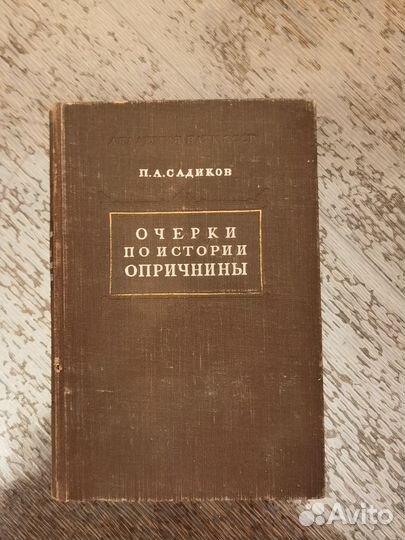 АКАДЕМИЯ НАУК СССР
П.А.САДИКОВ
ОЧЕРКИ
ПО ИСТОРИИ
ОПРИЧНИНЫ
Avito